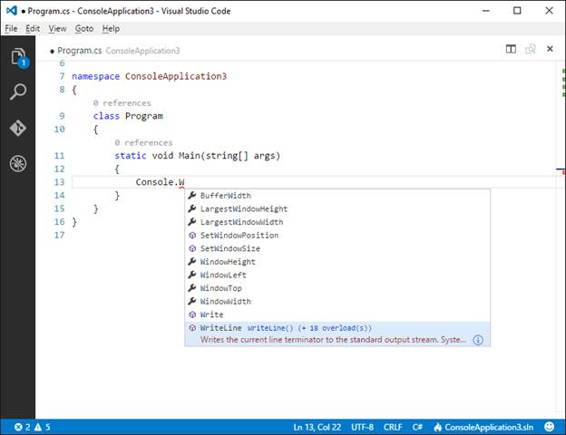 ● Program.cs - ConsoleApplication3 - Visual Studio Code
File Edit View Goto Help
● Program.cs ConsoleApplication3
1
6
7 namespace ConsoleApplication3
8 {
0 references
9 class Program
10 {
0 references
11 static void Main(string[] args)
12 {
13 Console.W
14 }
15 }
16 }
17
BufferWidth
LargestWindowHeight
LargestWindowWidth
SetWindowPosition
SetWindowSize
WindowHeight
WindowLeft
WindowTop
WindowWidth
Write
WriteLine writeLine() (+ 18 overload(s))
Writes the current line terminator to the standard output stream. Syste...
2 5 Ln 13, Col 22 UTF-8 CRLF C# ConsoleApplication3.sln